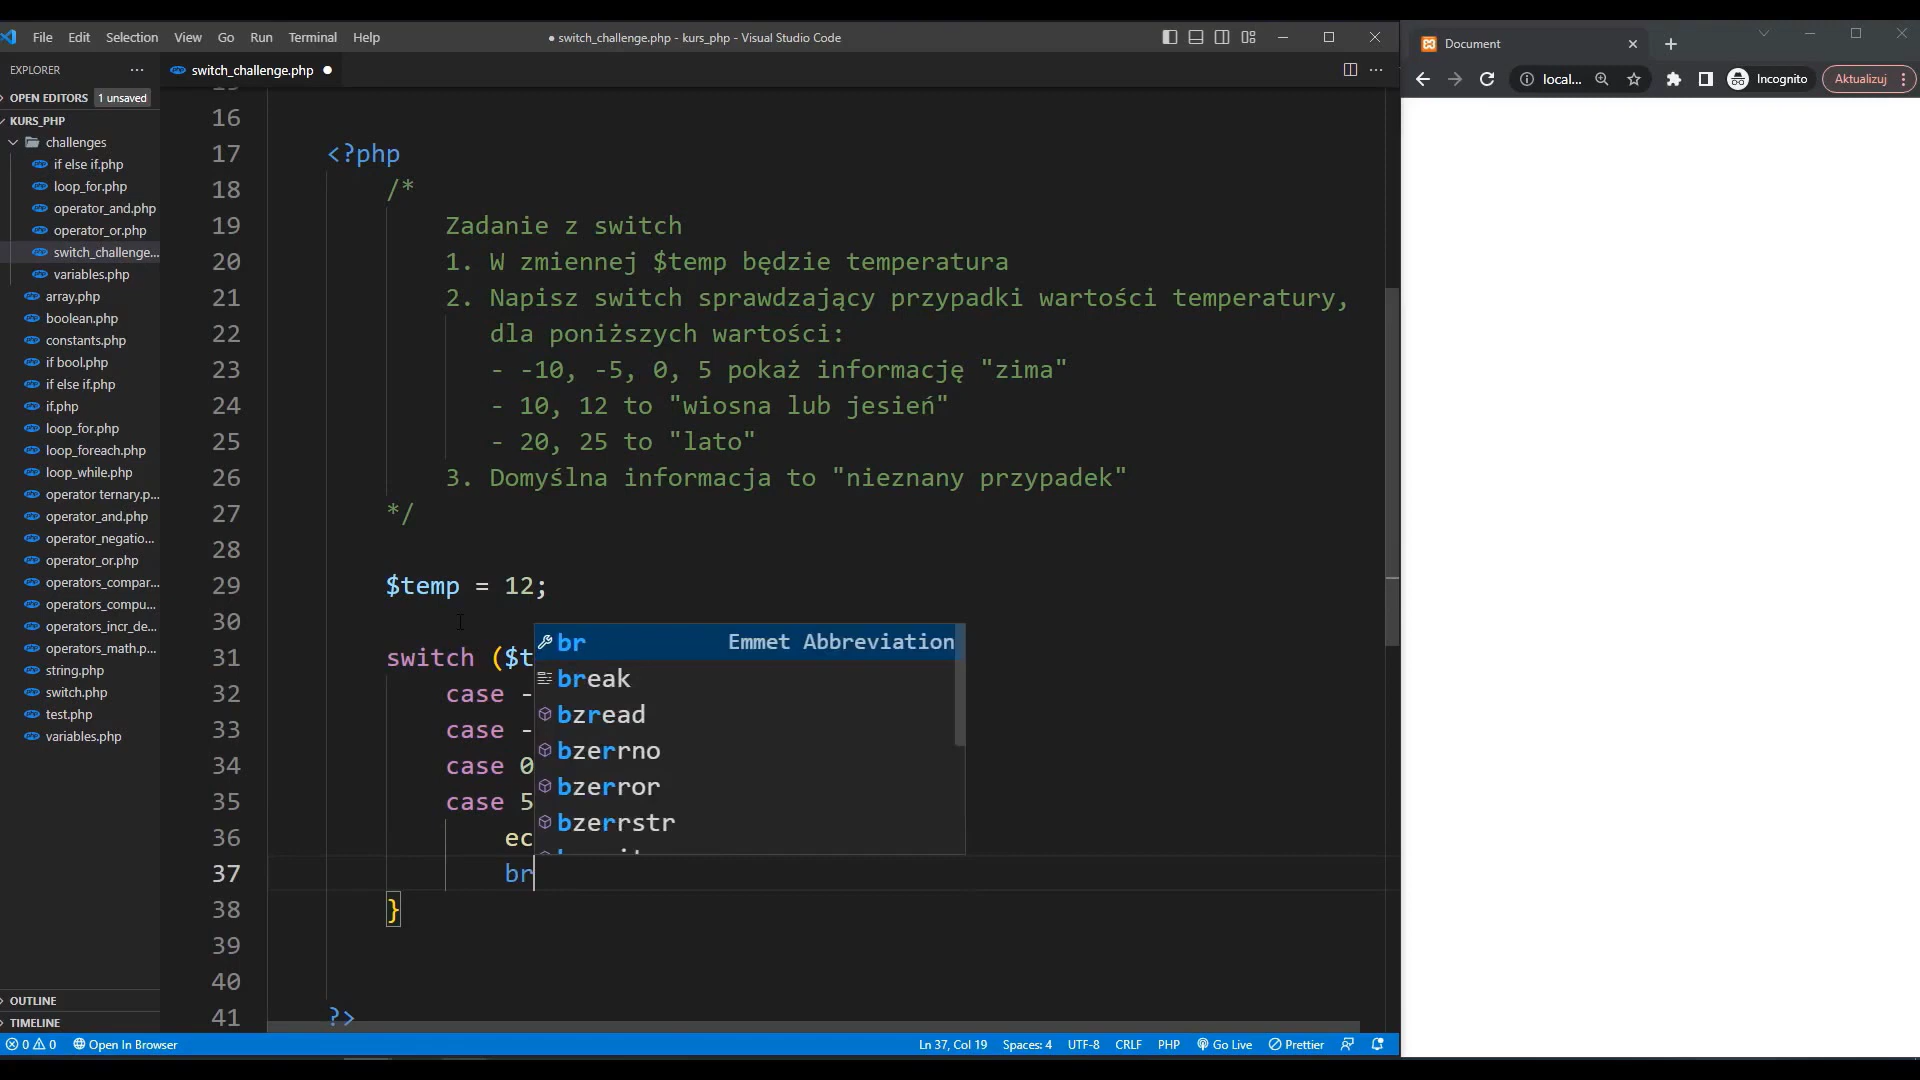 File Edit Selection View Go Run Terminal Help
● switch_challenge.php - kurs_php - Visual Studio Code
EXPLORER
OPEN EDITORS 1 unsaved
KURS_PHP
challenges
if else if.php
loop_for.php
operator_and.php
operator_or.php
switch_challenge...
variables.php
array.php
boolean.php
constants.php
if bool.php
if else if.php
if.php
loop_for.php
loop_foreach.php
loop_while.php
operator ternary.p...
operator_and.php
operator_negatio...
operator_or.php
operators_compar...
operators_compu...
operators_incr_de...
operators_math.p...
string.php
switch.php
test.php
variables.php
OUTLINE
TIMELINE
switch_challenge.php ●
16
17 <?php
18 /*
19 Zadanie z switch
20 1. W zmiennej $temp będzie temperatura
21 2. Napisz switch sprawdzający przypadki wartości temperatury,
22 dla poniższych wartości:
23 - -10, -5, 0, 5 pokaż informację "zima"
24 - 10, 12 to "wiosna lub jesień"
25 - 20, 25 to "lato"
26 3. Domyślna informacja to "nieznany przypadek"
27 */
28
29 $temp = 12;
30
31 switch ($t
32 case -
33 case -
34 case 0
35 case 5
36 ec
37 br
38 }
39
40
41 ?>
br Emmet Abbreviation
break
bzread
bzerrno
bzerror
bzerrstr
0 0 Open In Browser
Ln 37, Col 19 Spaces: 4 UTF-8 CRLF PHP Go Live Prettier
Document
local... Incognito Aktualizuj